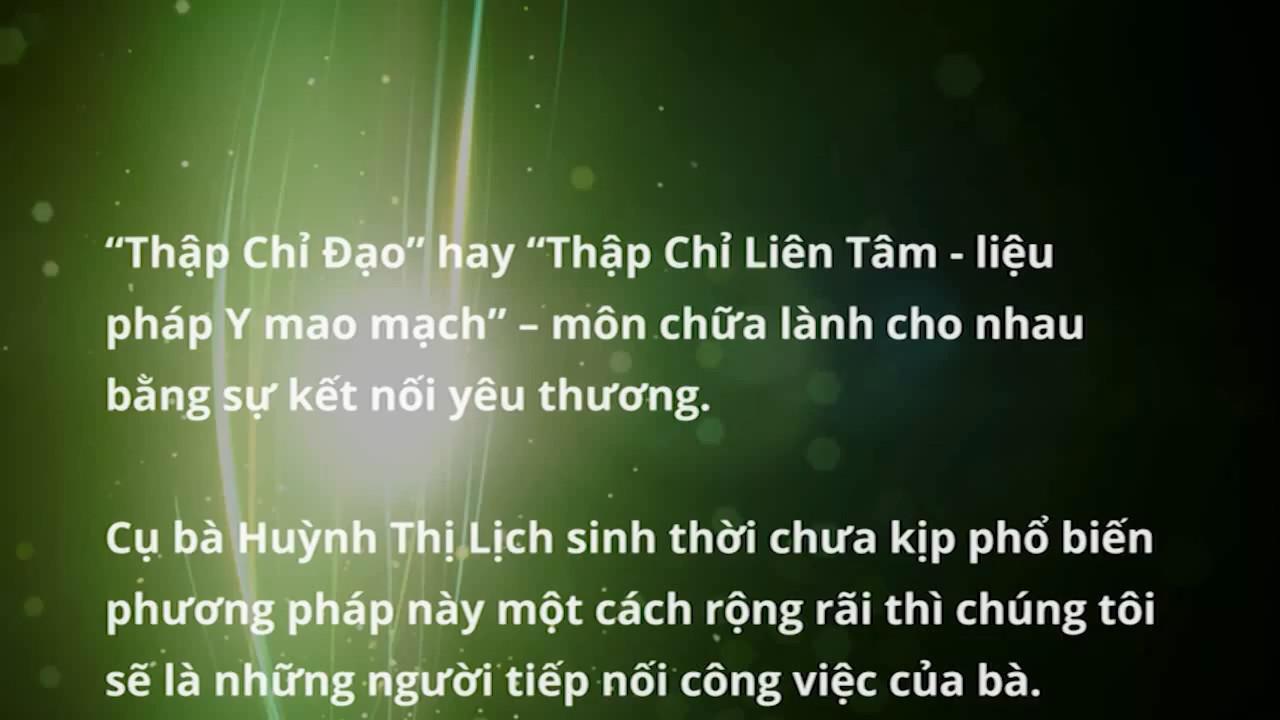 “Thập Chỉ Đạo” hay “Thập Chỉ Liên Tâm - liệu
pháp Y mao mạch” – môn chữa lành cho nhau
bằng sự kết nối yêu thương.
Cụ bà Huỳnh Thị Lịch sinh thời chưa kịp phổ biến
phương pháp này một cách rộng rãi thì chúng tôi
sẽ là những người tiếp nối công việc của bà.